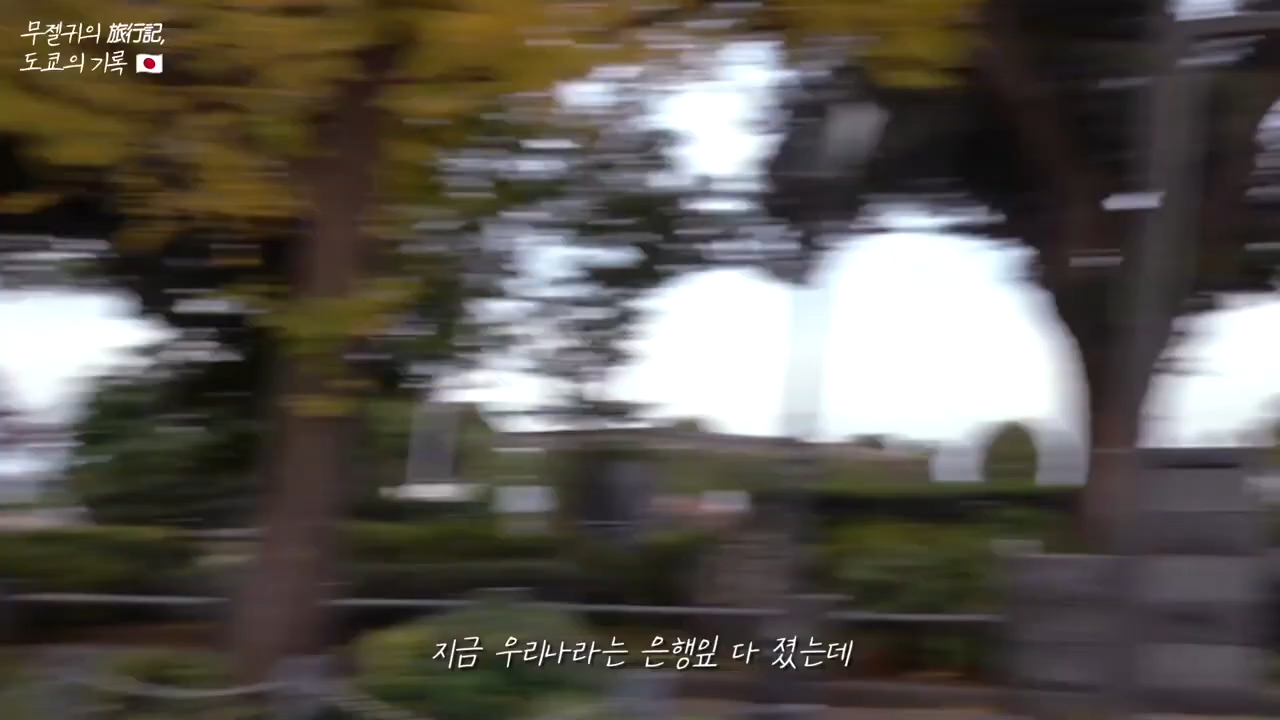 무젤귀의 旅行記,
도쿄의 기록 🇯🇵
지금 우리나라는 은행잎 다 졌는데